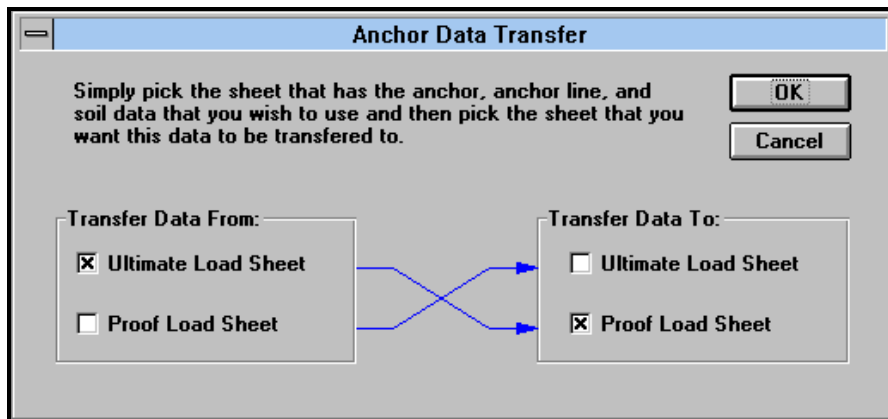 Anchor Data Transfer
Simply pick the sheet that has the anchor, anchor line, and
soil data that you wish to use and then pick the sheet that you
want this data to be transfered to.
OK
Cancel
Transfer Data From:
Ultimate Load Sheet
Proof Load Sheet
Transfer Data To:
Ultimate Load Sheet
Proof Load Sheet